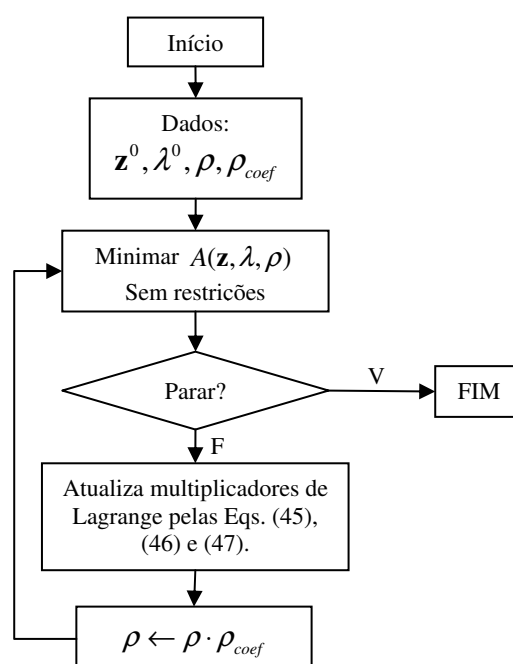 Início
Dados:
z⁰, λ⁰, ρ, ρ_coef
Minimar A(z, λ, ρ)
Sem restrições
Parar?
V
FIM
F
Atualiza multiplicadores de
Lagrange pelas Eqs. (45),
(46) e (47).
ρ ← ρ · ρ_coef